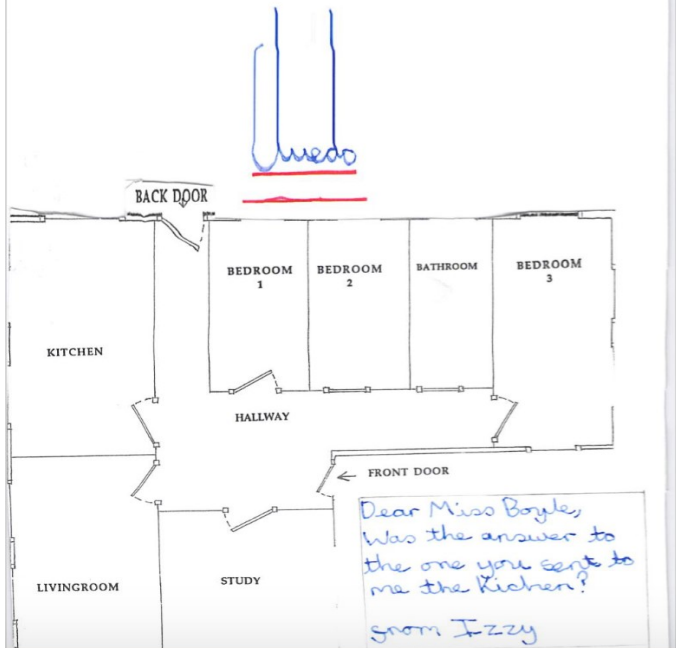 Cluedo
BACK DOOR
BEDROOM
1
BEDROOM
2
BATHROOM
BEDROOM
3
KITCHEN
HALLWAY
FRONT DOOR
LIVINGROOM
STUDY
Dear Miss Boyle,
Was the answer to
the one you sent to
me the Kichen?
from Izzy